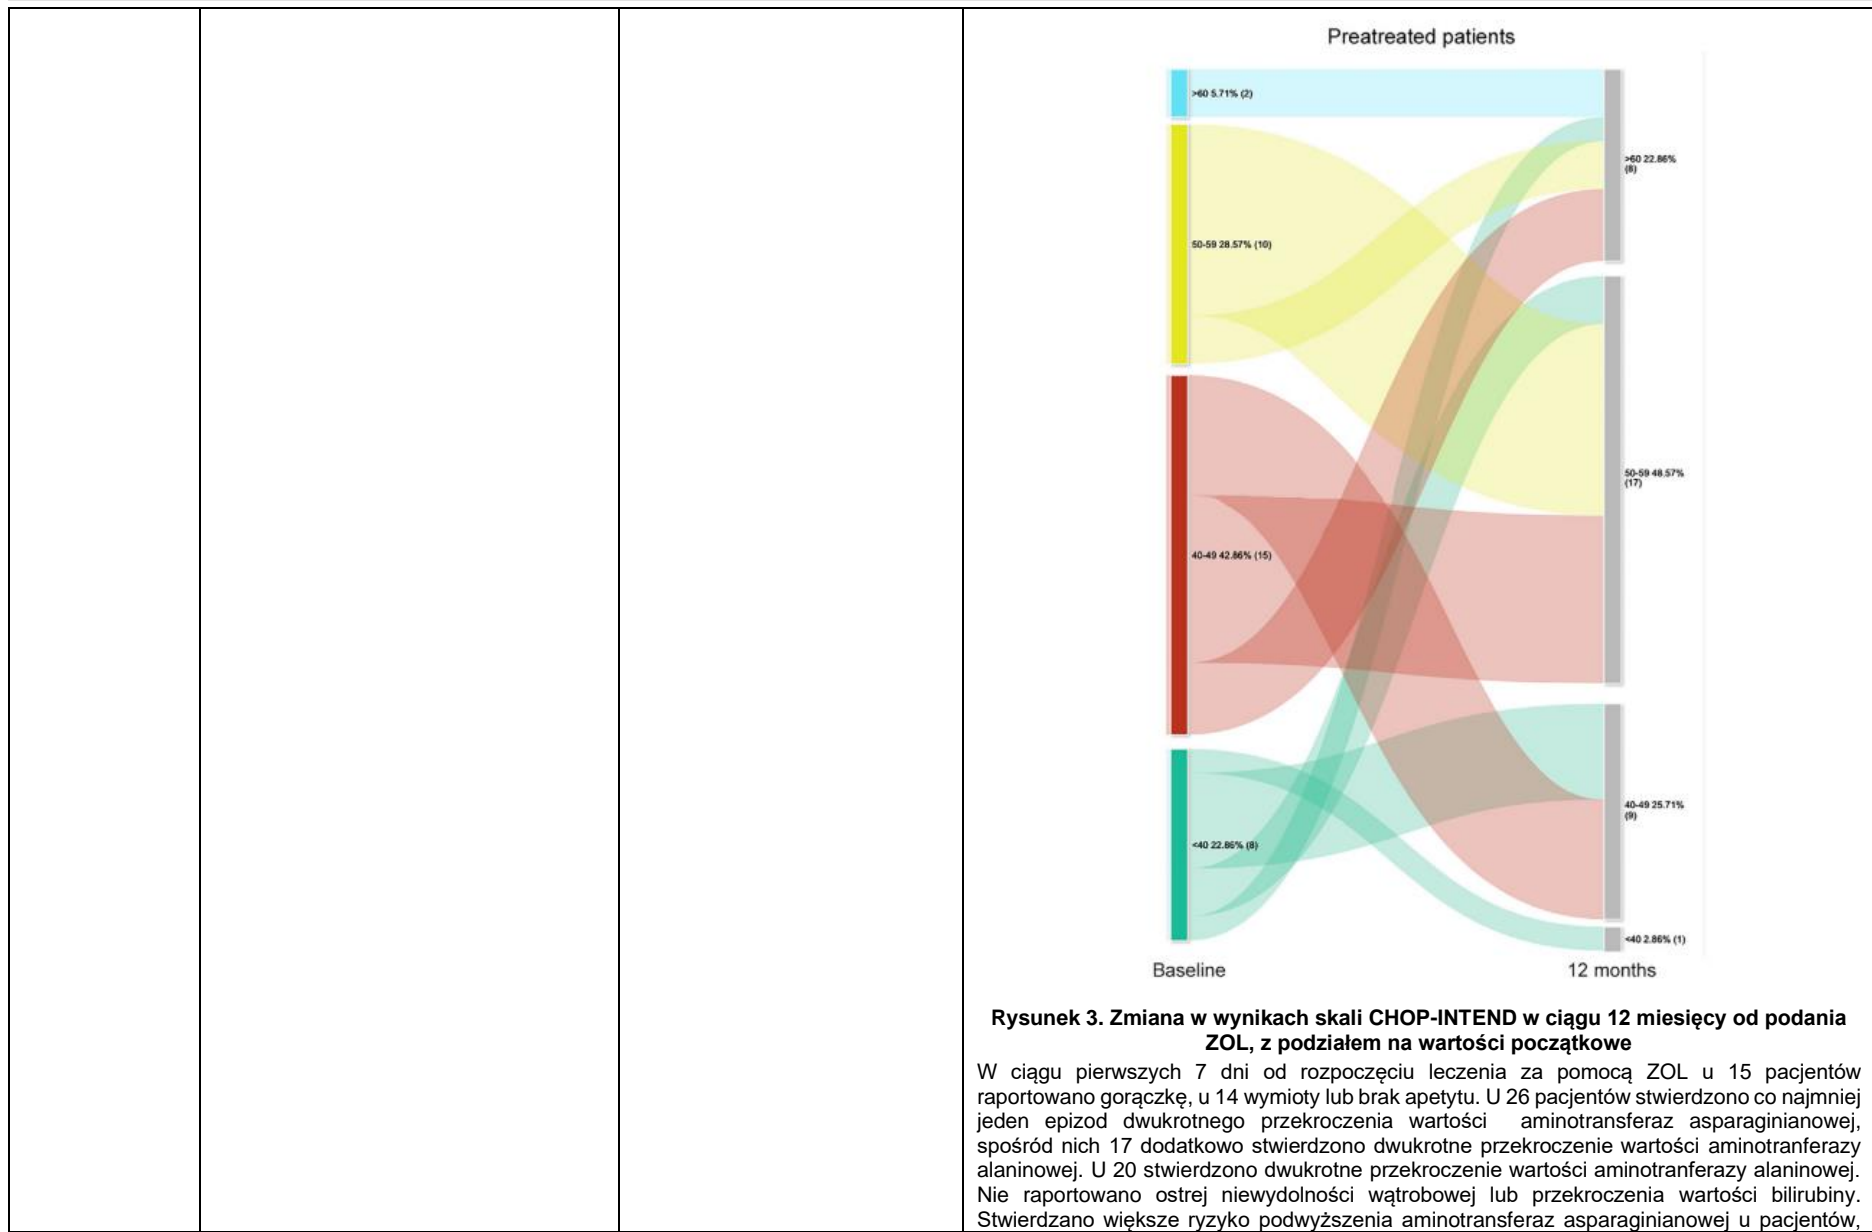 Preatreated patients
>60 5.71% (2)
>60 22.86%
(8)
50-59 28.57% (10)
50-59 48.57%
(17)
40-49 42.86% (15)
40-49 25.71%
(9)
<40 22.86% (8)
<40 2.86% (1)
Baseline
12 months
Rysunek 3. Zmiana w wynikach skali CHOP-INTEND w ciągu 12 miesięcy od podania
ZOL, z podziałem na wartości początkowe
W ciągu pierwszych 7 dni od rozpoczęciu leczenia za pomocą ZOL u 15 pacjentów
raportowano gorączkę, u 14 wymioty lub brak apetytu. U 26 pacjentów stwierdzono co najmniej
jeden epizod dwukrotnego przekroczenia wartości aminotransferaz asparaginianowej,
spośród nich 17 dodatkowo stwierdzono dwukrotne przekroczenie wartości aminotranferazy
alaninowej. U 20 stwierdzono dwukrotne przekroczenie wartości aminotranferazy alaninowej.
Nie raportowano ostrej niewydolności wątrobowej lub przekroczenia wartości bilirubiny.
Stwierdzano większe ryzyko podwyższenia aminotransferaz asparaginianowej u pacjentów,